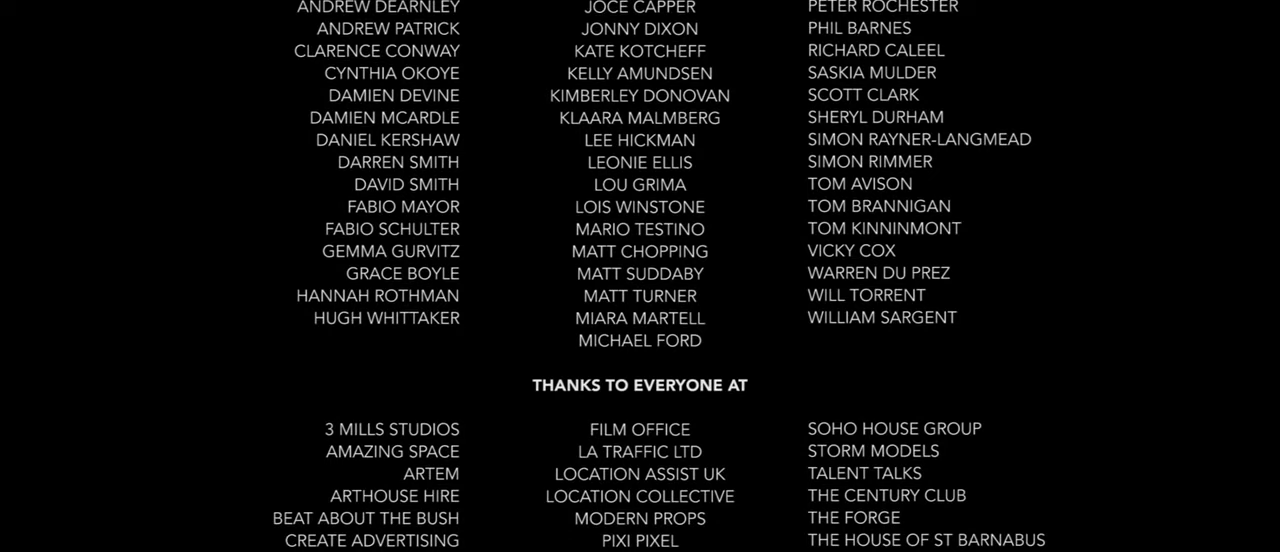 ANDREW DEARNLEY
ANDREW PATRICK
CLARENCE CONWAY
CYNTHIA OKOYE
DAMIEN DEVINE
DAMIEN MCARDLE
DANIEL KERSHAW
DARREN SMITH
DAVID SMITH
FABIO MAYOR
FABIO SCHULTER
GEMMA GURVITZ
GRACE BOYLE
HANNAH ROTHMAN
HUGH WHITTAKER
JOCE CAPPER
JONNY DIXON
KATE KOTCHEFF
KELLY AMUNDSEN
KIMBERLEY DONOVAN
KLAARA MALMBERG
LEE HICKMAN
LEONIE ELLIS
LOU GRIMA
LOIS WINSTONE
MARIO TESTINO
MATT CHOPPING
MATT SUDDABY
MATT TURNER
MIARA MARTELL
MICHAEL FORD
PETER ROCHESTER
PHIL BARNES
RICHARD CALEEL
SASKIA MULDER
SCOTT CLARK
SHERYL DURHAM
SIMON RAYNER-LANGMEAD
SIMON RIMMER
TOM AVISON
TOM BRANNIGAN
TOM KINNINMONT
VICKY COX
WARREN DU PREZ
WILL TORRENT
WILLIAM SARGENT
THANKS TO EVERYONE AT
3 MILLS STUDIOS
AMAZING SPACE
ARTEM
ARTHOUSE HIRE
BEAT ABOUT THE BUSH
CREATE ADVERTISING
FILM OFFICE
LA TRAFFIC LTD
LOCATION ASSIST UK
LOCATION COLLECTIVE
MODERN PROPS
PIXI PIXEL
SOHO HOUSE GROUP
STORM MODELS
TALENT TALKS
THE CENTURY CLUB
THE FORGE
THE HOUSE OF ST BARNABUS